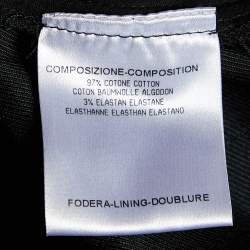 COMPOSIZIONE-COMPOSITION
97% COTONE COTTON
COTON BAUMWOLLE ALGODON
3% ELASTAN ELASTANE
ELASTHANNE ELASTHAN ELASTANO
FODERA-LINING-DOUBLURE